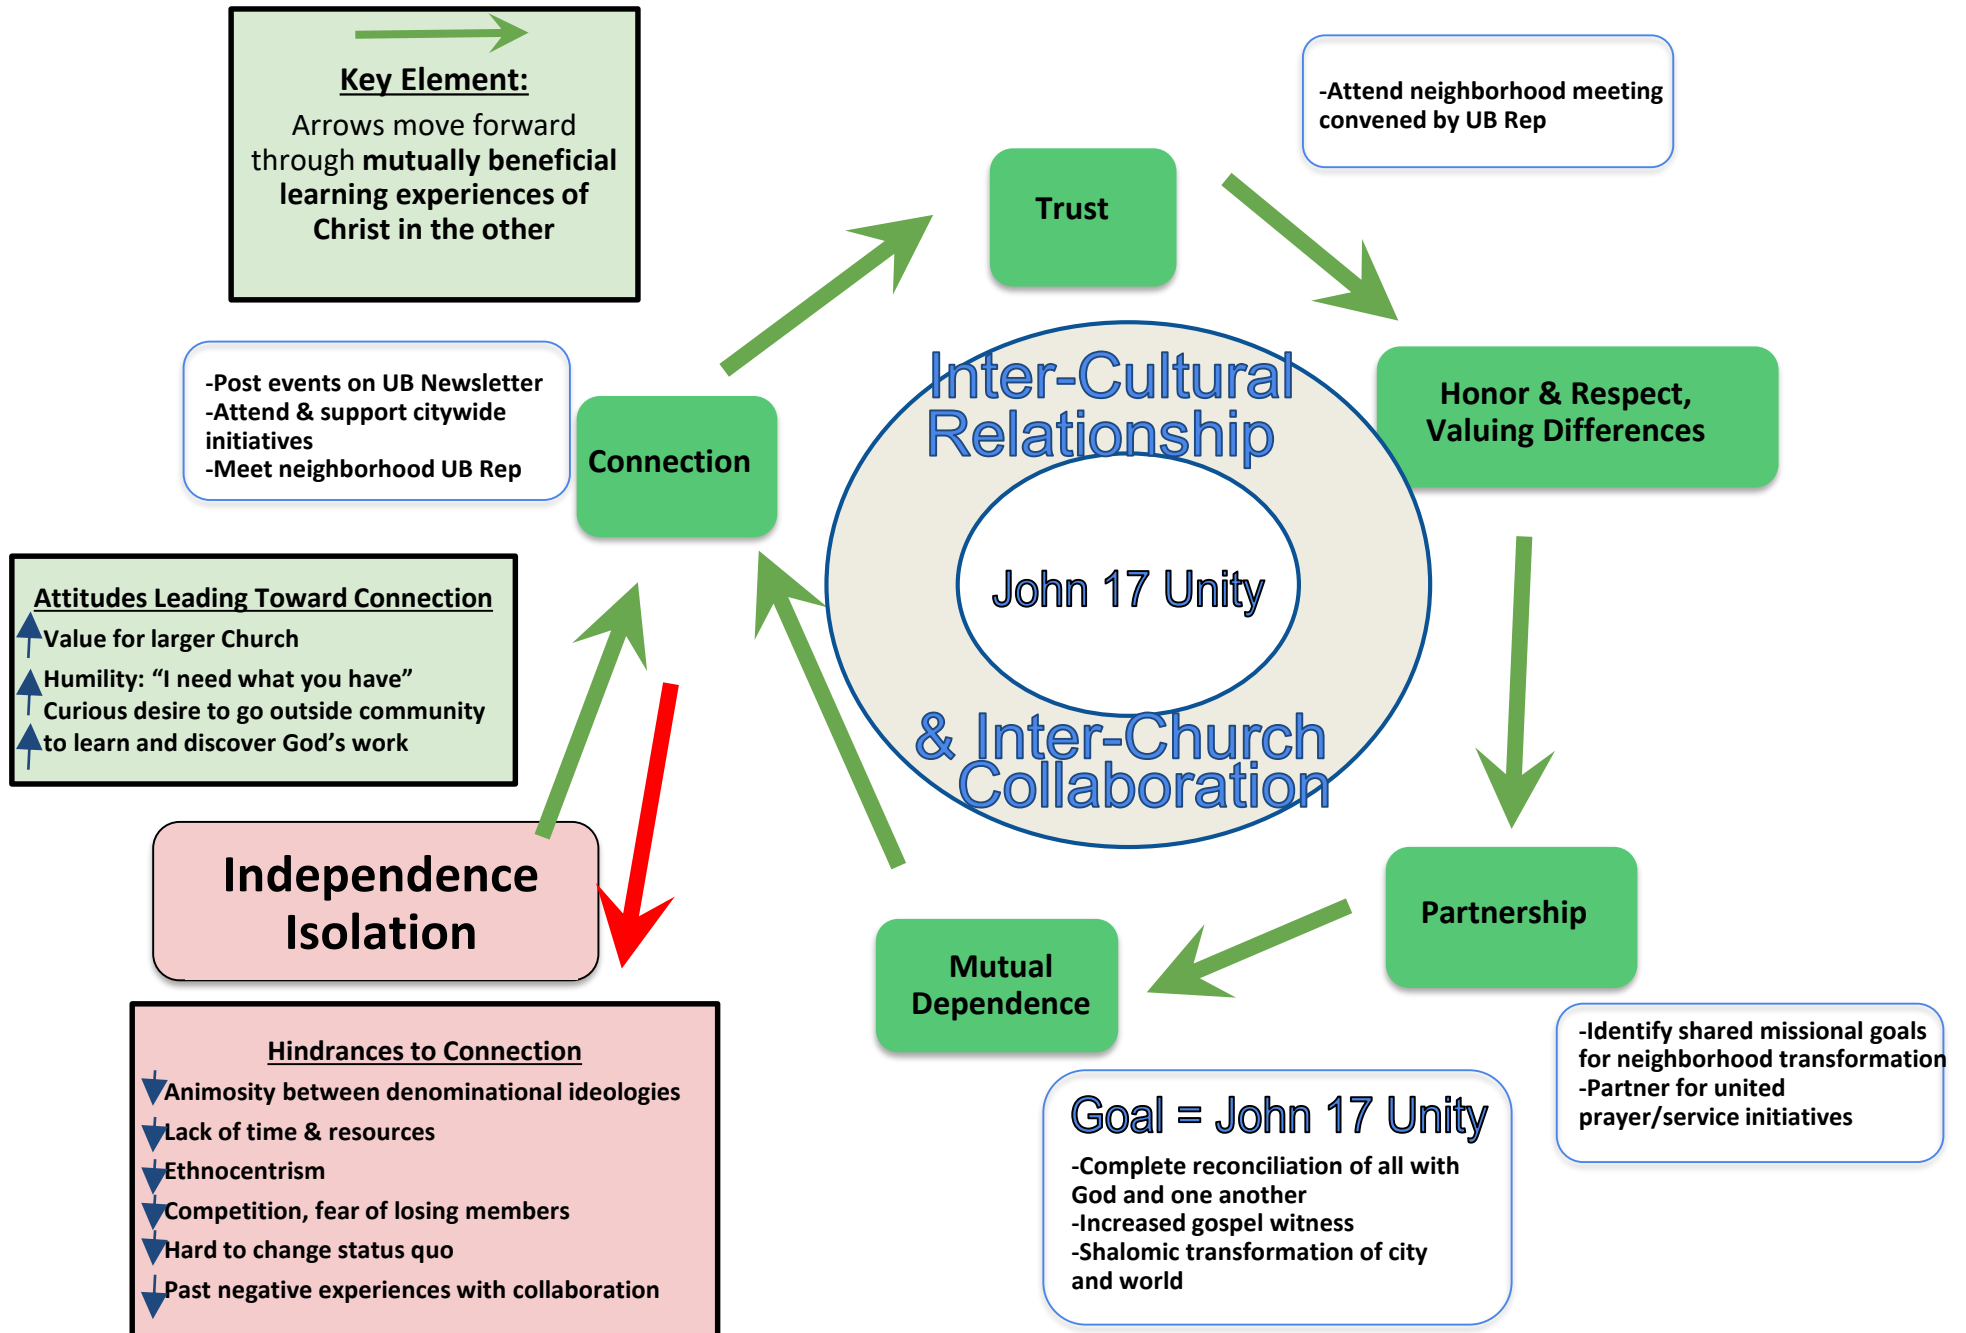 Key Element:
Arrows move forward
through mutually beneficial
learning experiences of
Christ in the other
-Attend neighborhood meeting
convened by UB Rep
Trust
-Post events on UB Newsletter
-Attend & support citywide
initiatives
-Meet neighborhood UB Rep
Connection
Inter-Cultural
Relationship
Honor & Respect,
Valuing Differences
John 17 Unity
& Inter-Church
Collaboration
Attitudes Leading Toward Connection
Value for larger Church
Humility: “I need what you have”
Curious desire to go outside community
to learn and discover God’s work
Independence
Isolation
Partnership
Mutual
Dependence
Hindrances to Connection
Animosity between denominational ideologies
Lack of time & resources
Ethnocentrism
Competition, fear of losing members
Hard to change status quo
Past negative experiences with collaboration
Goal = John 17 Unity
-Complete reconciliation of all with
God and one another
-Increased gospel witness
-Shalomic transformation of city
and world
-Identify shared missional goals
for neighborhood transformation
-Partner for united
prayer/service initiatives